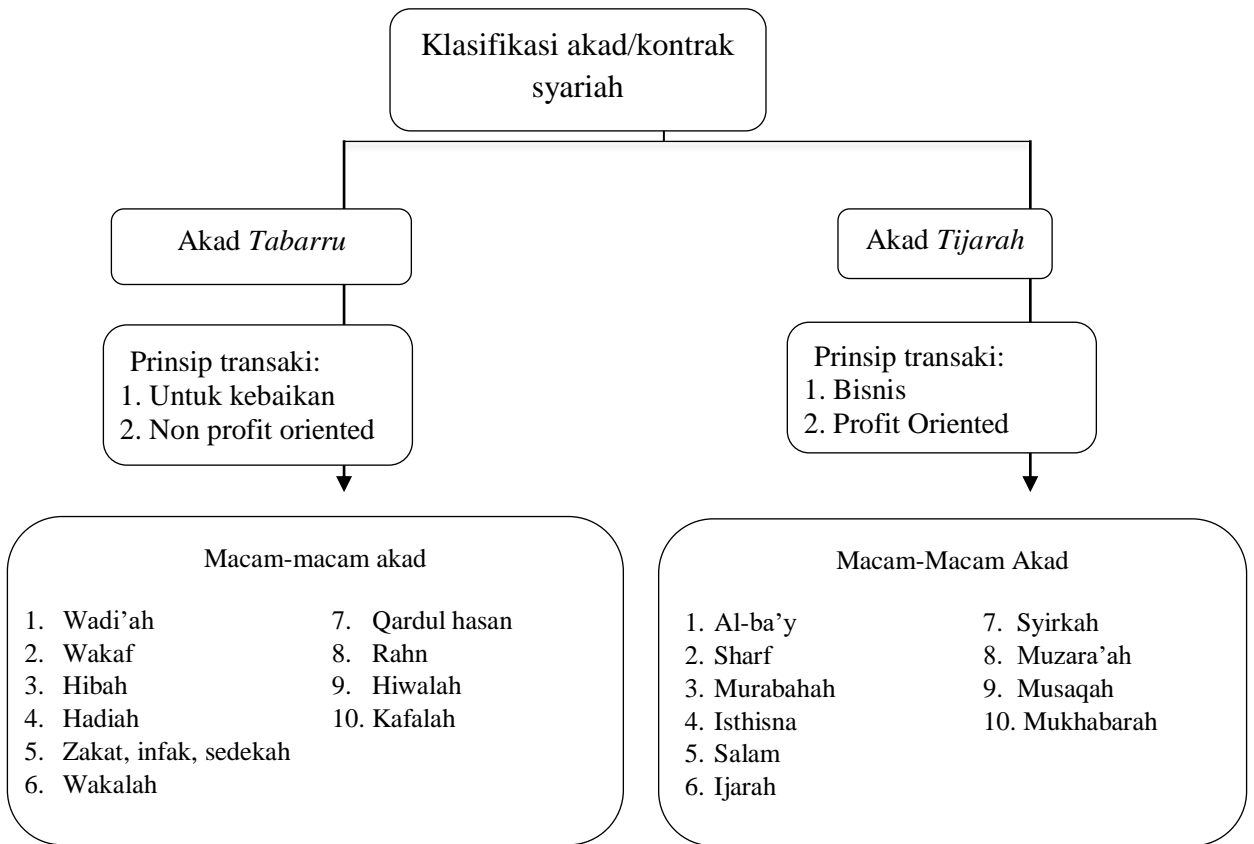 Klasifikasi akad/kontrak
syariah
Akad Tabarru
Akad Tijarah
Prinsip transaki:
1. Untuk kebaikan
2. Non profit oriented
Prinsip transaki:
1. Bisnis
2. Profit Oriented
Macam-macam akad
1. Wadi’ah
2. Wakaf
3. Hibah
4. Hadiah
5. Zakat, infak, sedekah
6. Wakalah
7. Qardul hasan
8. Rahn
9. Hiwalah
10. Kafalah
Macam-Macam Akad
1. Al-ba’y
2. Sharf
3. Murabahah
4. Isthisna
5. Salam
6. Ijarah
7. Syirkah
8. Muzara’ah
9. Musaqah
10. Mukhabarah